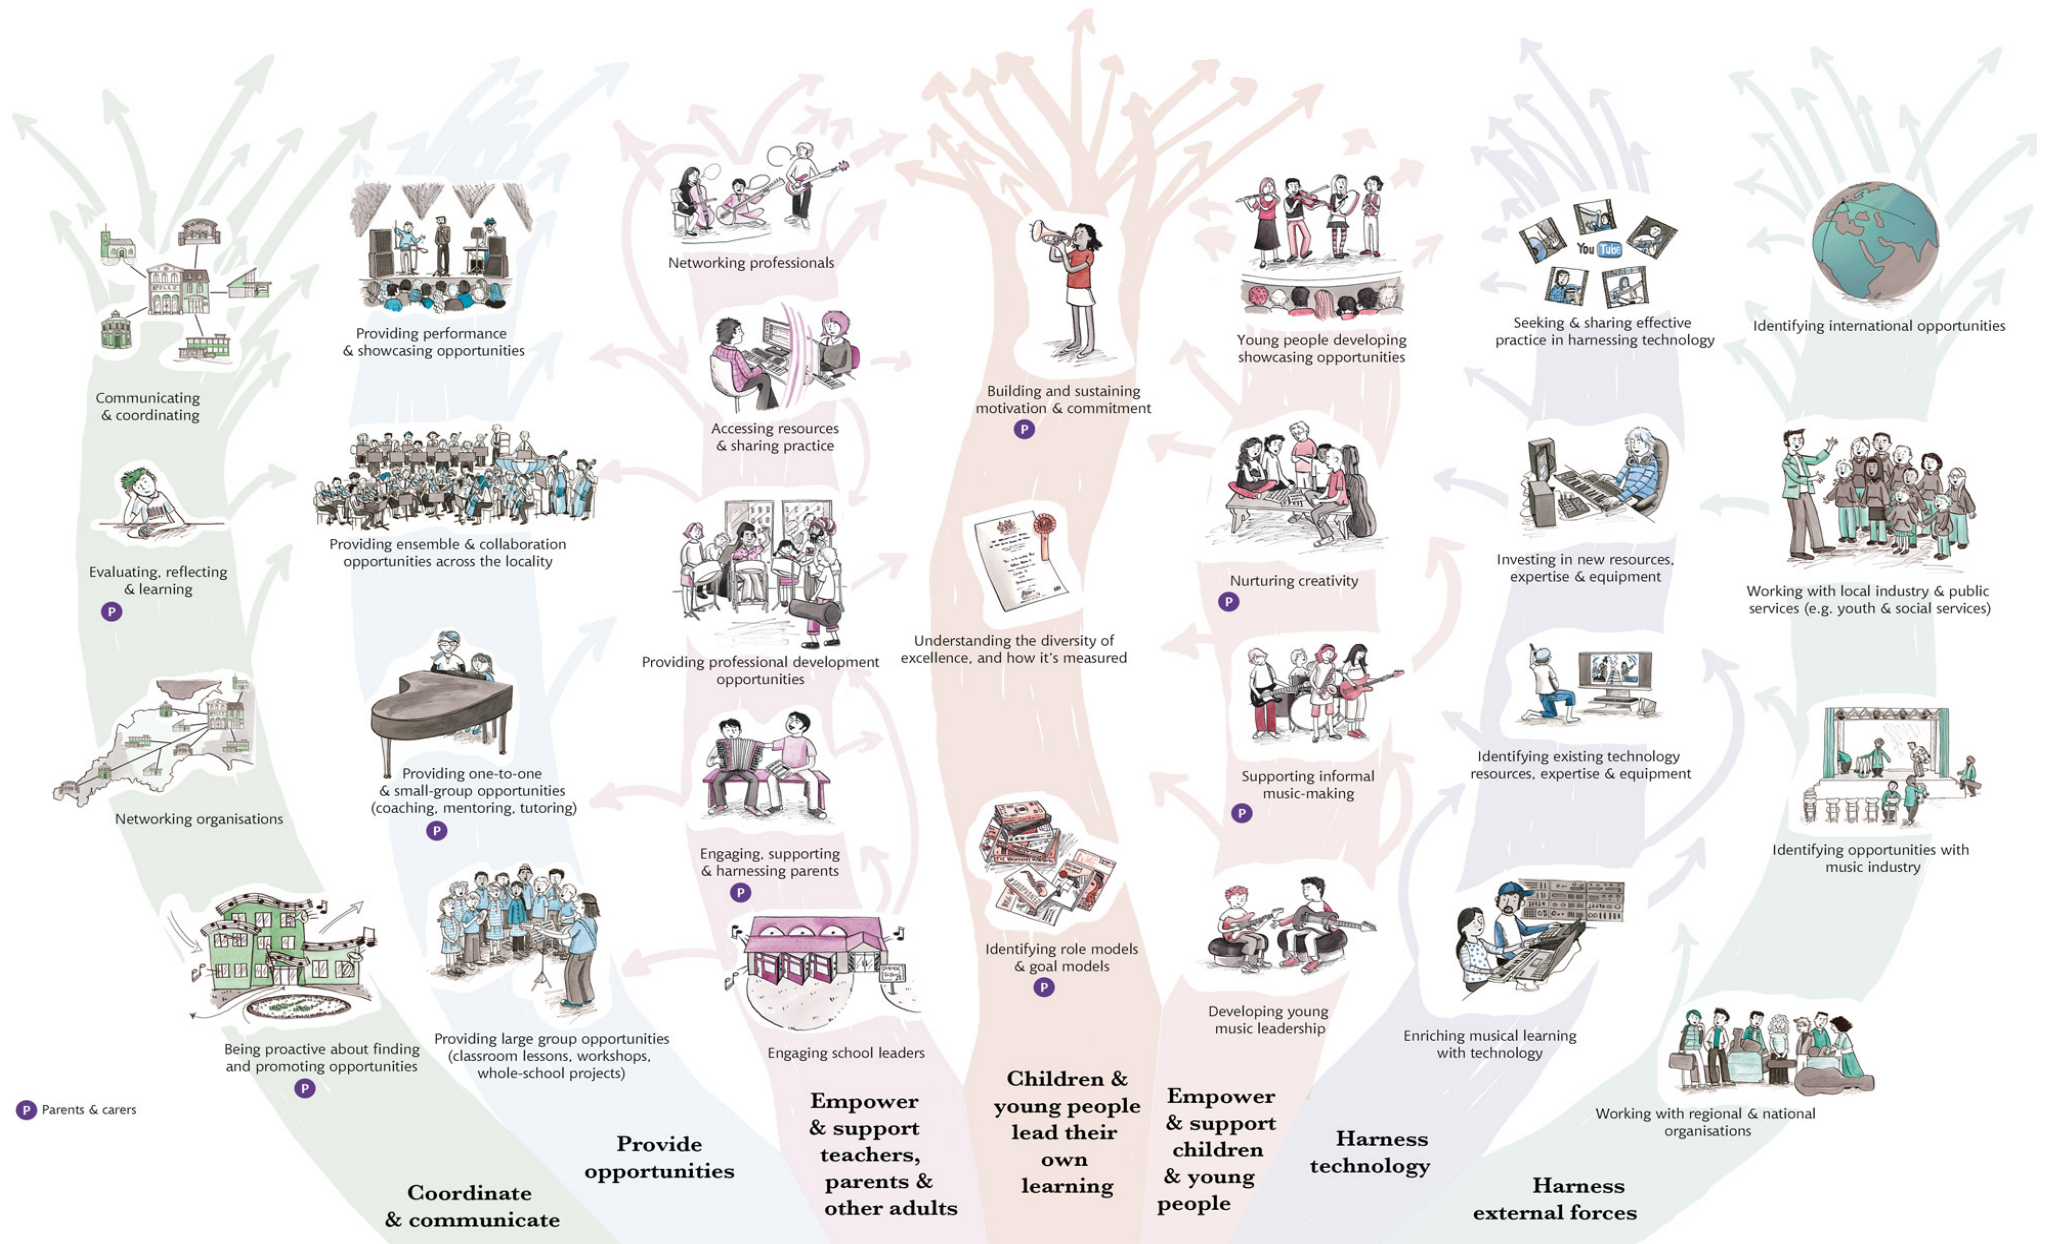 Communicating
& coordinating
Evaluating, reflecting
& learning
P
Networking organisations
Being proactive about finding
and promoting opportunities
P
P Parents & carers
Coordinate
& communicate
Providing performance
& showcasing opportunities
Providing ensemble & collaboration
opportunities across the locality
Providing one-to-one
& small-group opportunities
(coaching, mentoring, tutoring)
P
Providing large group opportunities
(classroom lessons, workshops,
whole-school projects)
Provide
opportunities
Networking professionals
Accessing resources
& sharing practice
Providing professional development
opportunities
Engaging, supporting
& harnessing parents
P
Engaging school leaders
Empower
& support
teachers,
parents &
other adults
Building and sustaining
motivation & commitment
P
Understanding the diversity of
excellence, and how it's measured
Identifying role models
& goal models
P
Children &
young people
lead their
own
learning
Young people developing
showcasing opportunities
Nurturing creativity
P
Supporting informal
music-making
P
Developing young
music leadership
Empower
& support
children
& young
people
You Tube
Seeking & sharing effective
practice in harnessing technology
Investing in new resources,
expertise & equipment
Identifying existing technology
resources, expertise & equipment
Enriching musical learning
with technology
Harness
technology
Identifying international opportunities
Working with local industry & public
services (e.g. youth & social services)
Identifying opportunities with
music industry
Working with regional & national
organisations
Harness
external forces